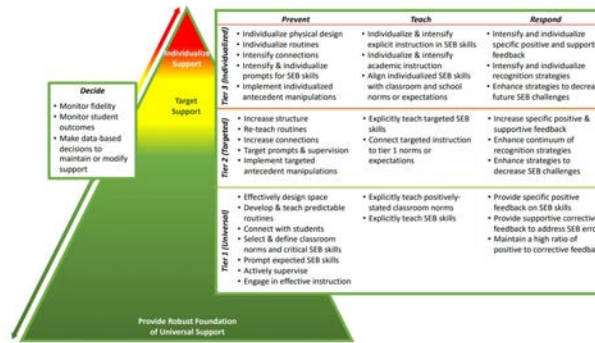 Individualize
Support
Target
Support
Provide Robust Foundation
of Universal Support
Decide
• Monitor fidelity
• Monitor student
outcomes
• Make data-based
decisions to
maintain or modify
support
Prevent
Teach
Respond
Tier 3 (Individualized)
• Individualize physical design
• Individualize routines
• Intensify connections
• Intensify & individualize
prompts for SEB skills
• Implement individualized
antecedent manipulations
• Individualize & intensify
explicit instruction in SEB skills
• Individualize & intensify
academic instruction
• Align individualized SEB skills
with classroom and school
norms or expectations
• Intensify and individualize
specific positive and support
feedback
• Intensify and individualize
recognition strategies
• Enhance strategies to decrea
future SEB challenges
Tier 2 (Targeted)
• Increase structure
• Re-teach routines
• Increase connections
• Target prompts & supervision
• Implement targeted
antecedent manipulations
• Explicitly teach targeted SEB
skills
• Connect targeted instruction
to tier 1 norms or
expectations
• Increase specific positive &
supportive feedback
• Enhance continuum of
recognition strategies
• Enhance strategies to
decrease SEB challenges
Tier 1 (Universal)
• Effectively design space
• Develop & teach predictable
routines
• Connect with students
• Select & define classroom
norms and critical SEB skills
• Prompt expected SEB skills
• Actively supervise
• Engage in effective instruction
• Explicitly teach positively-
stated classroom norms
• Explicitly teach SEB skills
• Provide specific positive
feedback on SEB skills
• Provide supportive corrective
feedback to address SEB error
• Maintain a high ratio of
positive to corrective feedbac